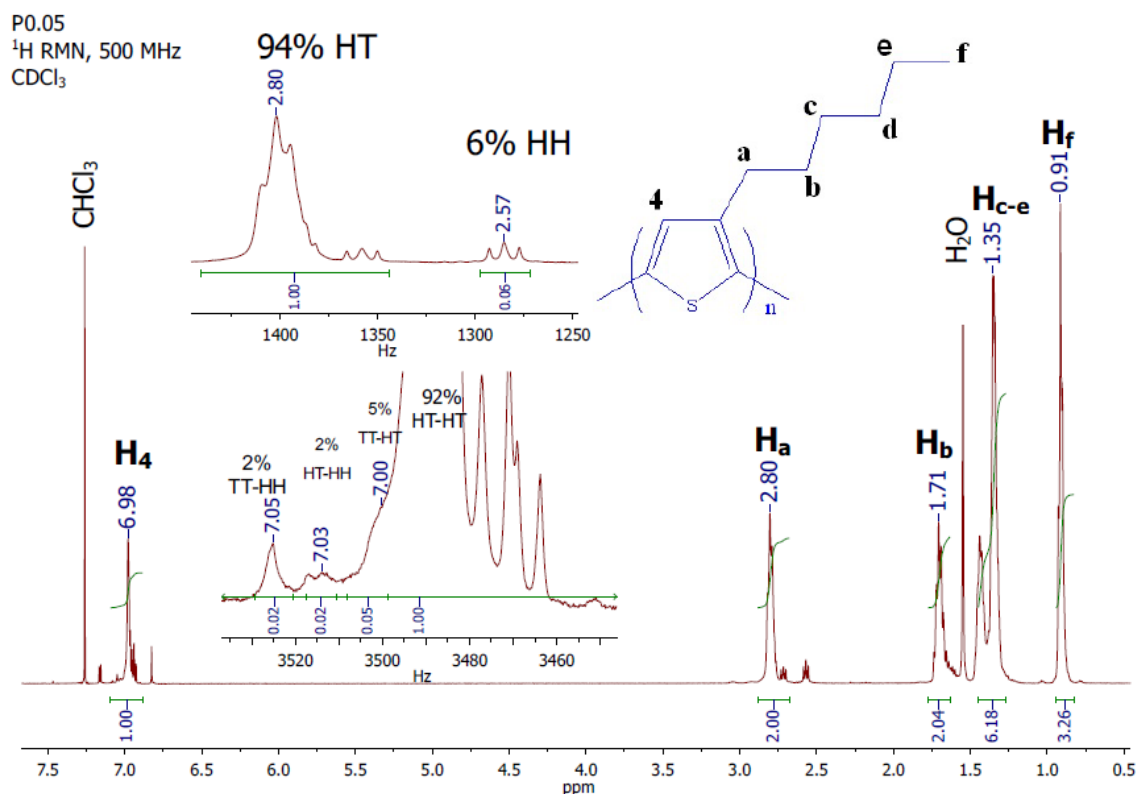 P0.05
¹H RMN, 500 MHz
CDCl₃
94% HT
2.80
6% HH
2.57
1.00
0.06
1400 1350 1300 1250
Hz
a
b
c
d
e
f
4
S
n
CHCl₃
H₄
6.98
2%
TT-HH
7.05
2%
HT-HH
7.03
5%
TT-HT
7.00
92%
HT-HT
0.02
0.02
0.05
1.00
3520 3500 3480 3460
Hz
Hₐ
2.80
H_b
1.71
H₂O
H_c-e
1.35
H_f
0.91
1.00
2.00
2.04
6.18
3.26
7.5 7.0 6.5 6.0 5.5 5.0 4.5 4.0 3.5 3.0 2.5 2.0 1.5 1.0 0.5
ppm